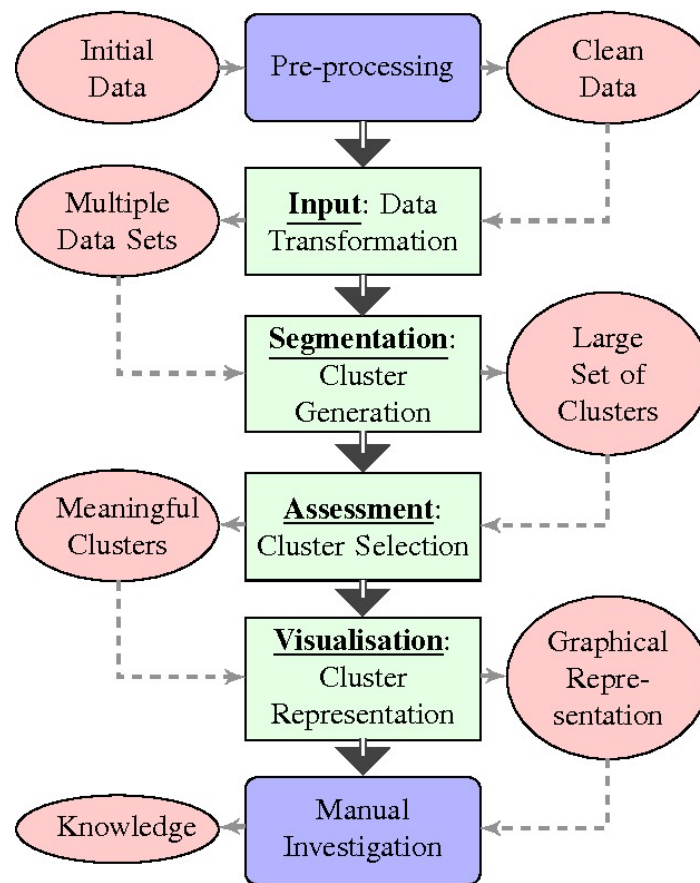 Initial
Data
Pre-processing
Clean
Data
Multiple
Data Sets
Input: Data
Transformation
Segmentation:
Cluster
Generation
Large
Set of
Clusters
Meaningful
Clusters
Assessment:
Cluster Selection
Visualisation:
Cluster
Representation
Graphical
Repre-
sentation
Knowledge
Manual
Investigation